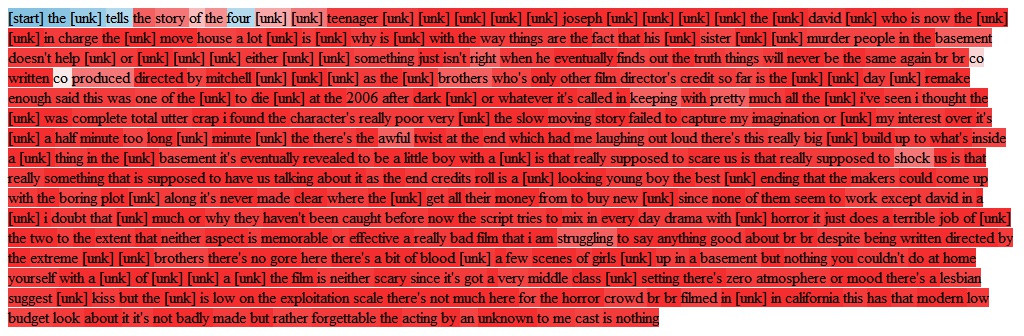 [start] the [unk] tells the story of the four [unk] [unk] teenager [unk] [unk] [unk] [unk] [unk] joseph [unk] [unk] [unk] [unk] the [unk] david [unk] who is now the [unk]
[unk] in charge the [unk] move house a lot [unk] is [unk] why is [unk] with the way things are the fact that his [unk] sister [unk] [unk] murder people in the basement
doesn't help [unk] or [unk] [unk] [unk] either [unk] [unk] something just isn't right when he eventually finds out the truth things will never be the same again br br co
written co produced directed by mitchell [unk] [unk] [unk] as the [unk] brothers who's only other film director's credit so far is the [unk] [unk] day [unk] remake
enough said this was one of the [unk] to die [unk] at the 2006 after dark [unk] or whatever it's called in keeping with pretty much all the [unk] i've seen i thought the
[unk] was complete total utter crap i found the character's really poor very [unk] the slow moving story failed to capture my imagination or [unk] my interest over it's
[unk] a half minute too long [unk] minute [unk] the there's the awful twist at the end which had me laughing out loud there's this really big [unk] build up to what's inside
a [unk] thing in the [unk] basement it's eventually revealed to be a little boy with a [unk] is that really supposed to scare us is that really supposed to shock us is that
really something that is supposed to have us talking about it as the end credits roll is a [unk] looking young boy the best [unk] ending that the makers could come up
with the boring plot [unk] along it's never made clear where the [unk] get all their money from to buy new [unk] since none of them seem to work except david in a
[unk] i doubt that [unk] much or why they haven't been caught before now the script tries to mix in every day drama with [unk] horror it just does a terrible job of [unk]
the two to the extent that neither aspect is memorable or effective a really bad film that i am struggling to say anything good about br br despite being written directed by
the extreme [unk] brothers there's no gore here there's a bit of blood [unk] a few scenes of girls [unk] up in a basement but nothing you couldn't do at home
yourself with a [unk] of [unk] [unk] a [unk] the film is neither scary since it's got a very middle class [unk] setting there's zero atmosphere or mood there's a lesbian
suggest [unk] kiss but the [unk] is low on the exploitation scale there's not much here for the horror crowd br br filmed in [unk] in california this has that modern low
budget look about it it's not badly made but rather forgettable the acting by an unknown to me cast is nothing